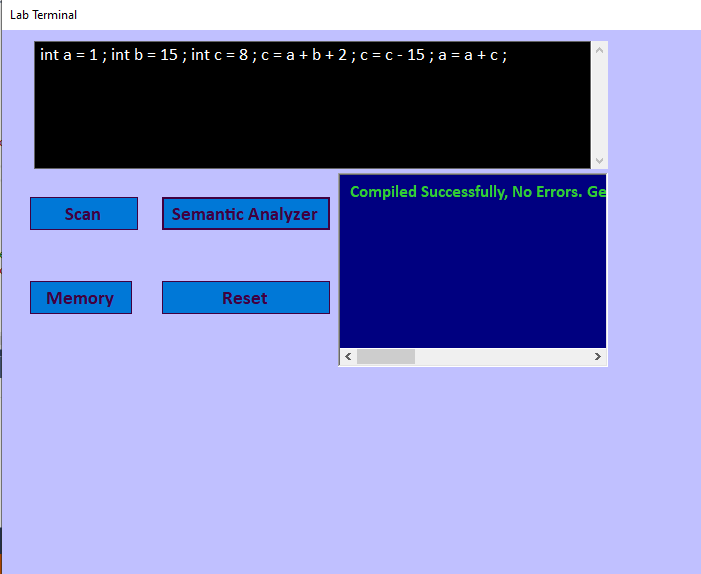 Lab Terminal
int a = 1 ; int b = 15 ; int c = 8 ; c = a + b + 2 ; c = c - 15 ; a = a + c ;
Compiled Successfully, No Errors. Ge
Scan
Semantic Analyzer
Memory
Reset